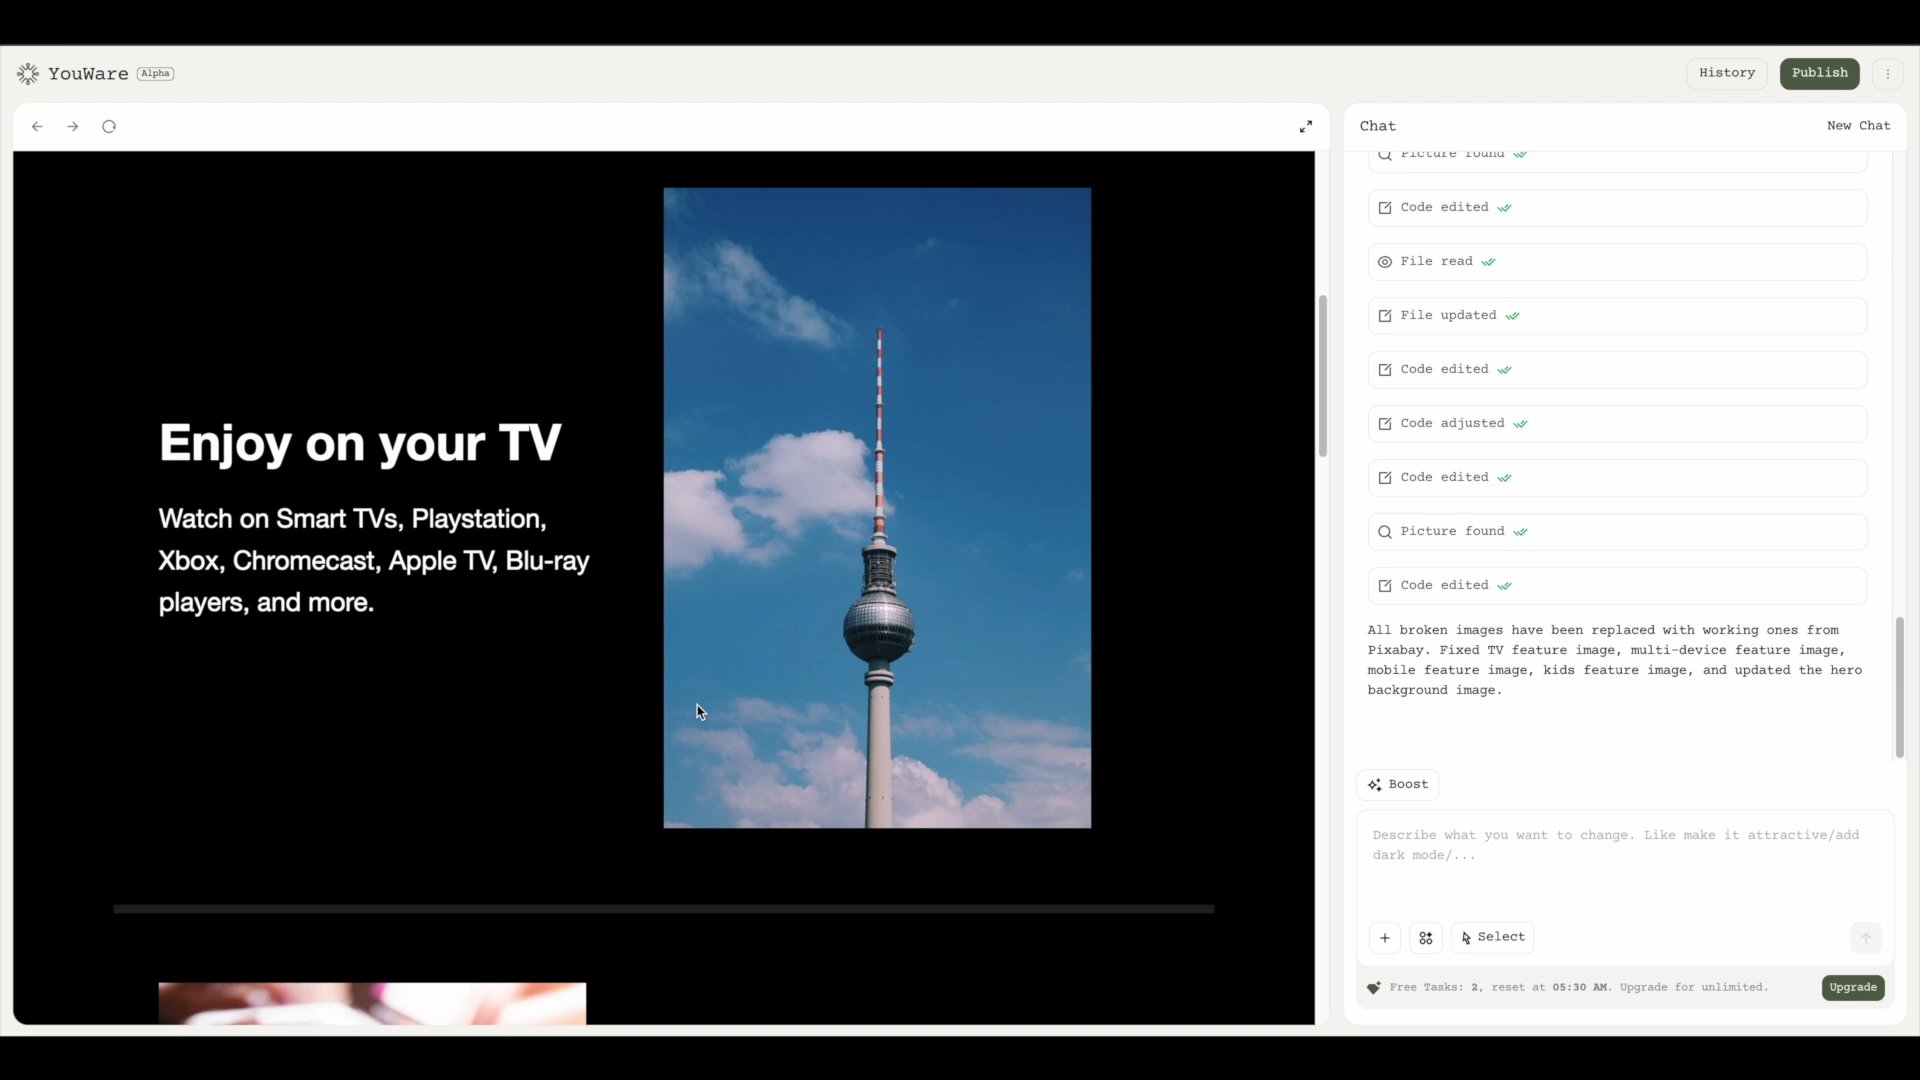 YouWare Alpha
History
Publish
Chat
New Chat
Picture found
Code edited
File read
File updated
Code edited
Code adjusted
Code edited
Picture found
Code edited
All broken images have been replaced with working ones from
Pixabay. Fixed TV feature image, multi-device feature image,
mobile feature image, kids feature image, and updated the hero
background image.
Enjoy on your TV
Watch on Smart TVs, Playstation,
Xbox, Chromecast, Apple TV, Blu-ray
players, and more.
Boost
Describe what you want to change. Like make it attractive/add
dark mode/...
Select
Free Tasks: 2, reset at 05:30 AM. Upgrade for unlimited.
Upgrade